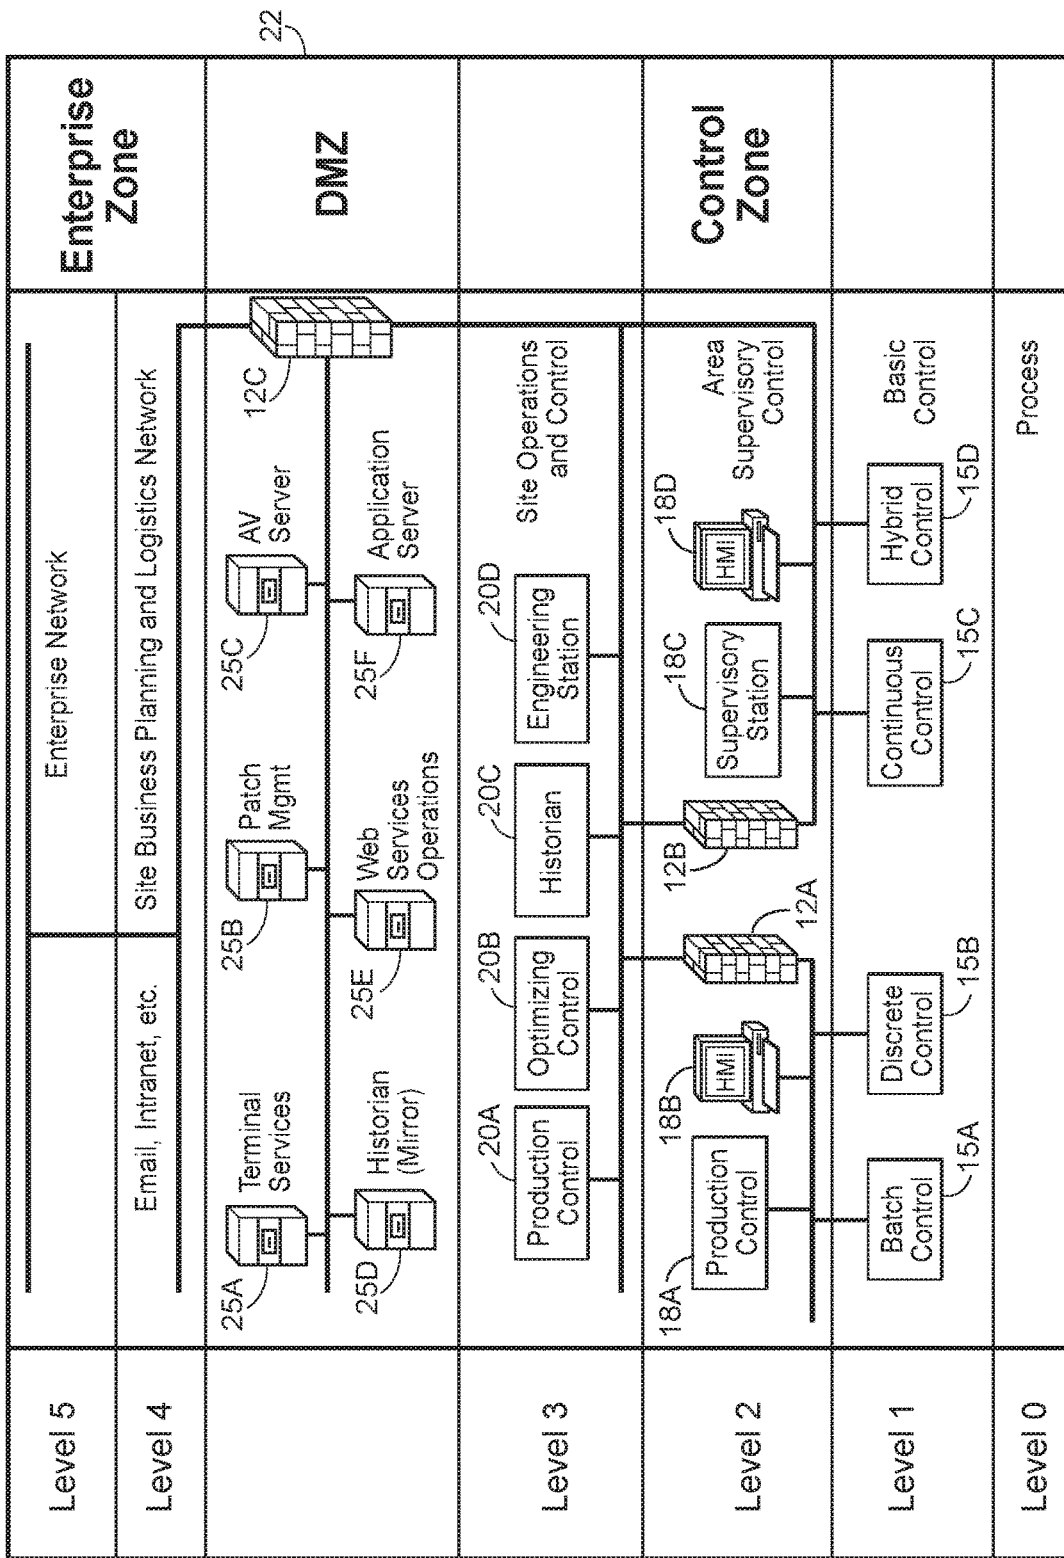 22
Level 5
Enterprise Network
Enterprise
Zone
Level 4
Email, Intranet, etc.
Site Business Planning and Logistics Network
25A
Terminal
Services
25B
Patch
Mgmt
25C
AV
Server
12C
DMZ
25D
Historian
(Mirror)
25E
Web
Services
Operations
25F
Application
Server
Level 3
20A
20B
20C
20D
Production
Control
Optimizing
Control
Historian
Engineering
Station
Site Operations
and Control
Level 2
18A
Production
Control
18B
HMI
12A
12B
18C
Supervisory
Station
18D
HMI
Area
Supervisory
Control
Control
Zone
Level 1
Batch
Control
15A
Discrete
Control
15B
Continuous
Control
15C
Hybrid
Control
15D
Basic
Control
Level 0
Process